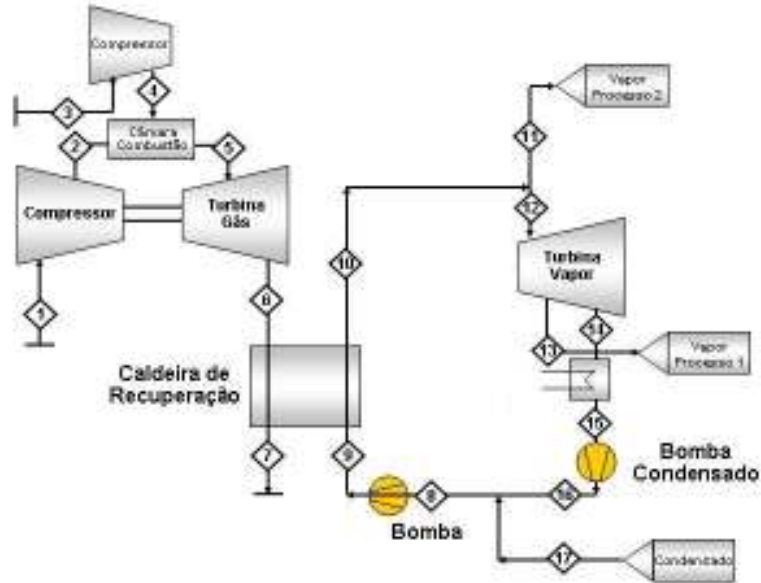 Compressor
3
4
Câmara
Combustão
2
5
Compressor
Turbina
Gás
1
6
Caldeira de
Recuperação
7
10
9
11
Vapor
Processo 2
12
Turbina
Vapor
14
13
Vapor
Processo 1
15
Bomba
Condensado
16
8
Bomba
17
Condensado